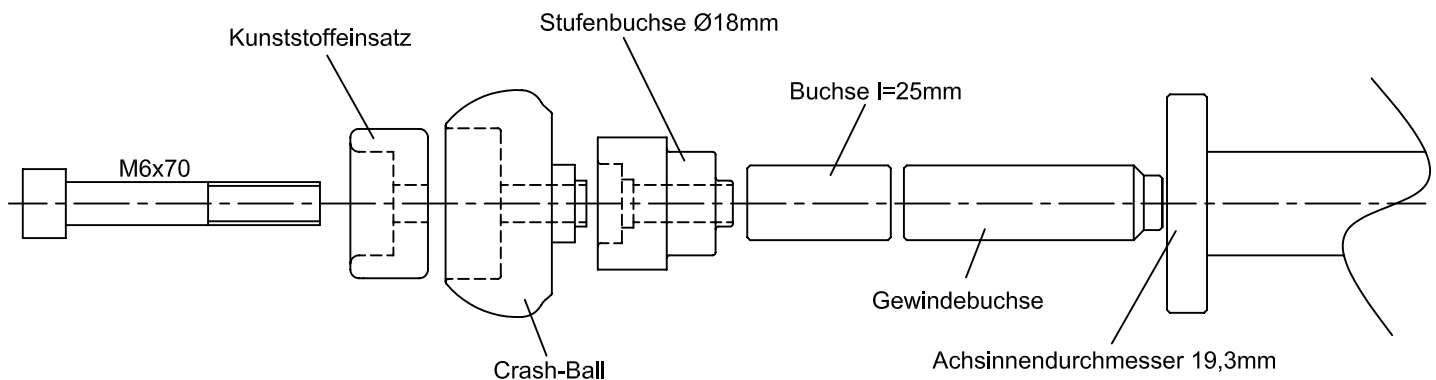 Stufenbuchse Ø18mm
Kunststoffeinsatz
Buchse l=25mm
M6x70
Gewindebuchse
Achsinnendurchmesser 19,3mm
Crash-Ball